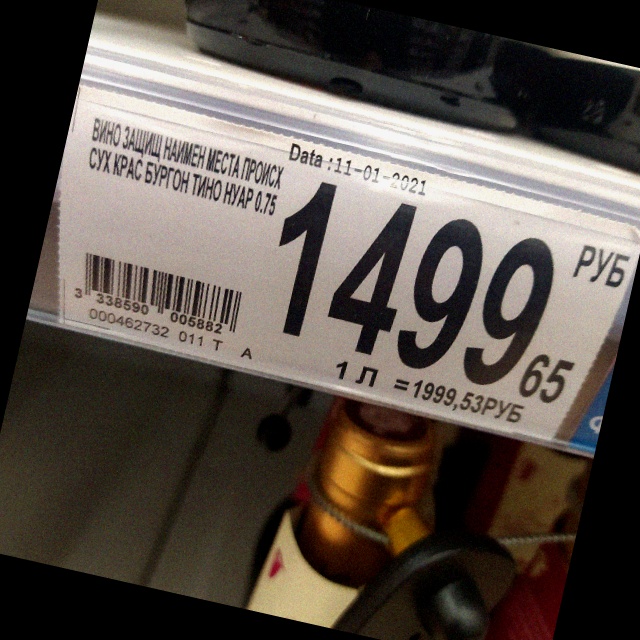 ВИНО ЗАЩИЩ НАИМЕН МЕСТА ПРОИСХ
СУХ КРАС БУРГОН ТИНО НУАР 0.75
Data :11-01-2021
1499 65 РУБ
3 338590 005882
000462732 011 Т А
1 Л =1999,53РУБ